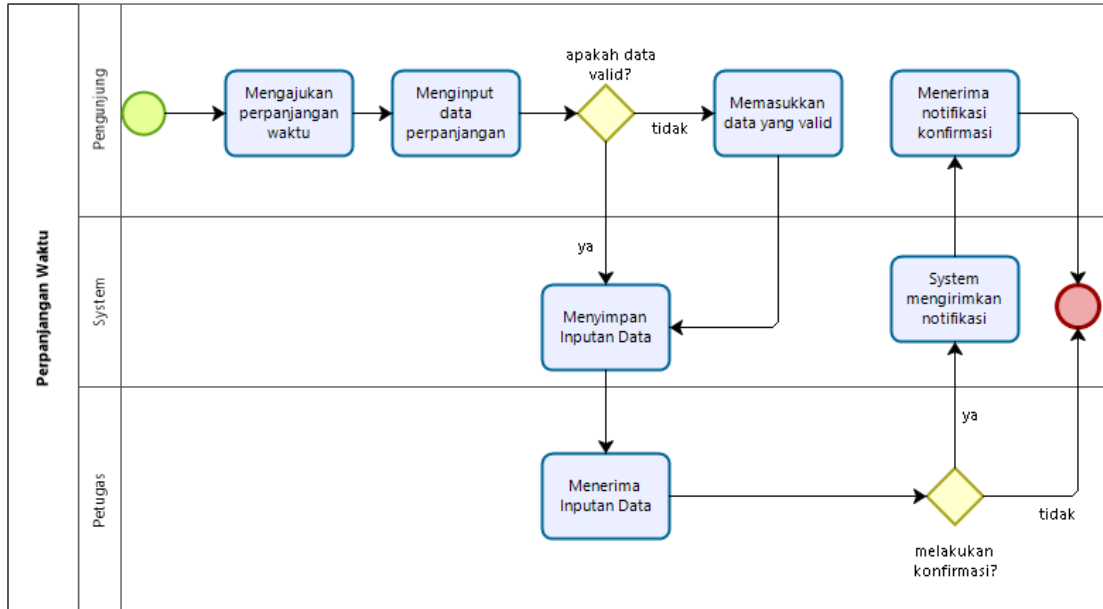 Perpanjangan Waktu
Pengunjung
Mengajukan
perpanjangan
waktu
Menginput
data
perpanjangan
apakah data
valid?
tidak
Memasukkan
data yang valid
Menerima
notifikasi
konfirmasi
System
ya
Menyimpan
Inputan Data
System
mengirimkan
notifikasi
Petugas
Menerima
Inputan Data
ya
tidak
melakukan
konfirmasi?